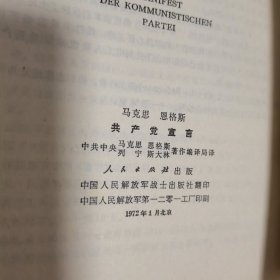 MANIFEST
DER KOMMUNISTISCHEN
PARTEI
马克思 恩格斯
共产党宣言
中共中央 马克思 恩格斯 著作编译局译
列宁 斯大林
人民出版社出版
中国人民解放军战士出版社翻印
中国人民解放军第一二〇一工厂印刷
1972年1月北京